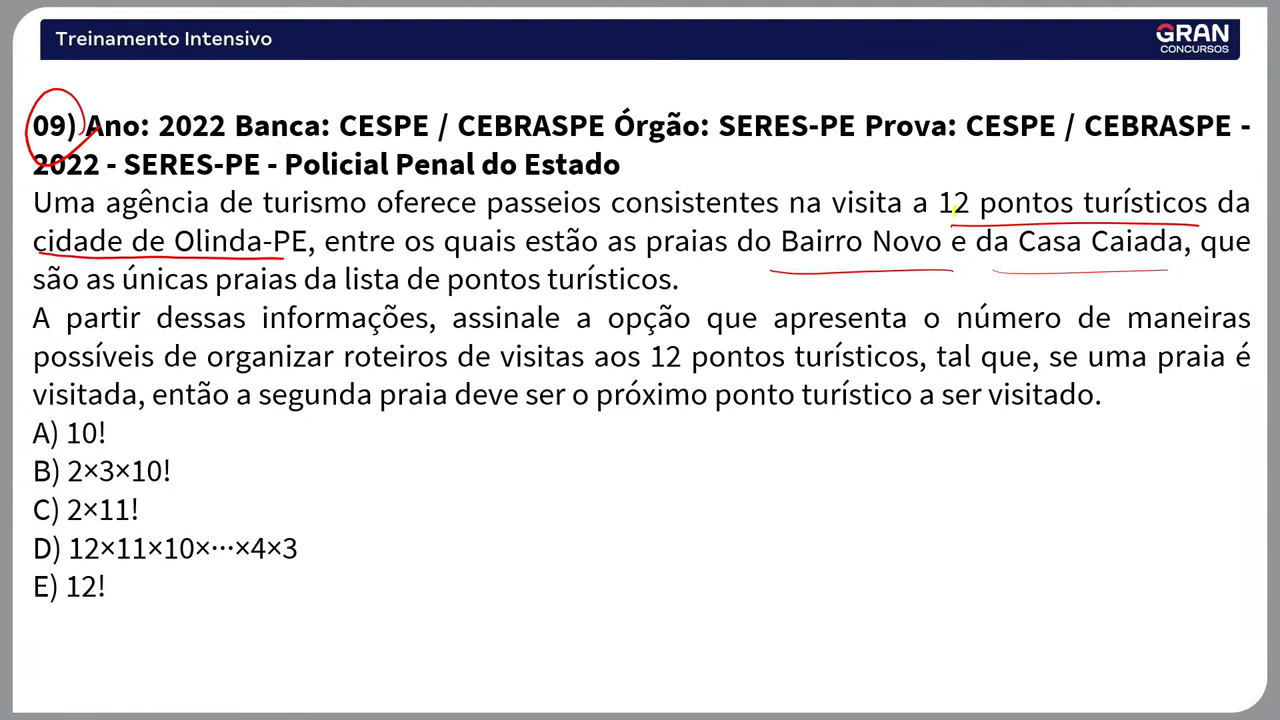 Treinamento Intensivo
GRAN
CONCURSOS
09) Ano: 2022 Banca: CESPE / CEBRASPE Órgão: SERES-PE Prova: CESPE / CEBRASPE -
2022 - SERES-PE - Policial Penal do Estado
Uma agência de turismo oferece passeios consistentes na visita a 12 pontos turísticos da
cidade de Olinda-PE, entre os quais estão as praias do Bairro Novo e da Casa Caiada, que
são as únicas praias da lista de pontos turísticos.
A partir dessas informações, assinale a opção que apresenta o número de maneiras
possíveis de organizar roteiros de visitas aos 12 pontos turísticos, tal que, se uma praia é
visitada, então a segunda praia deve ser o próximo ponto turístico a ser visitado.
A) 10!
B) 2×3×10!
C) 2×11!
D) 12×11×10×···×4×3
E) 12!